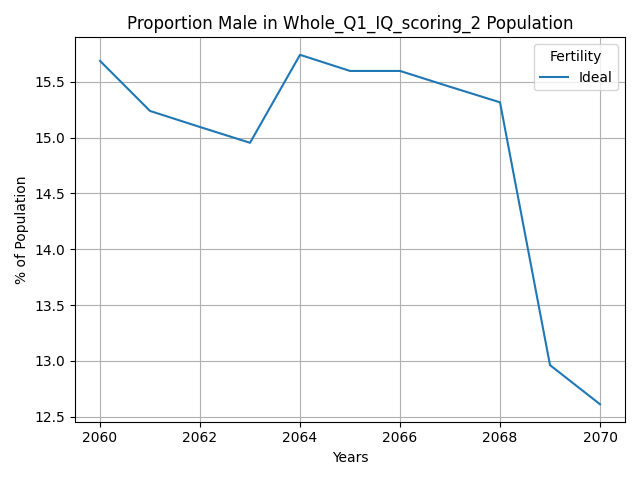 Proportion Male in Whole_Q1_IQ_scoring_2 Population
Fertility
Ideal
% of Population
15.5
15.0
14.5
14.0
13.5
13.0
12.5
2060 2062 2064 2066 2068 2070
Years